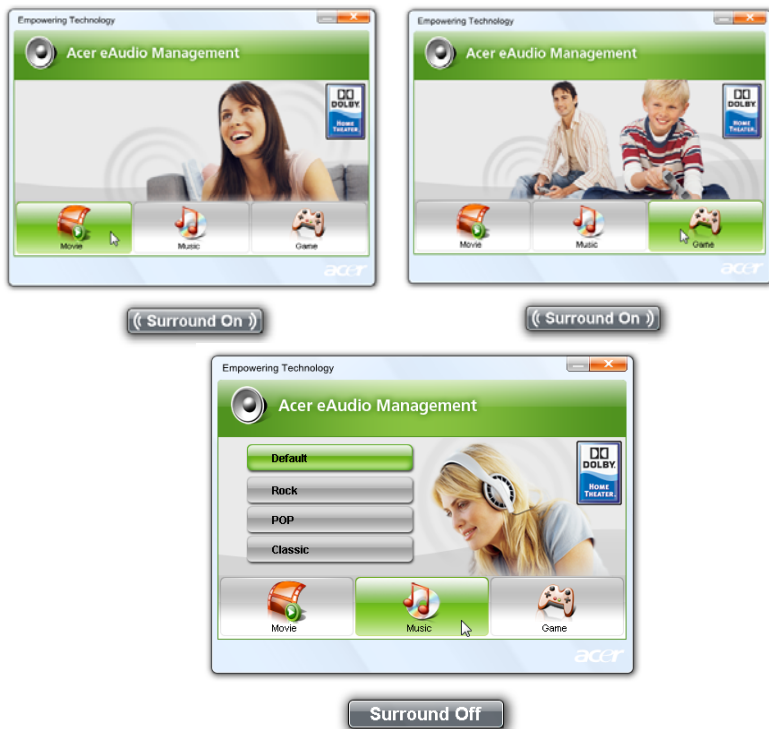 Empowering Technology
Acer eAudio Management
DOLBY
HOME
THEATER
Movie
Music
Game
acer
(( Surround On ))
Empowering Technology
Acer eAudio Management
DOLBY
HOME
THEATER
Movie
Music
Game
acer
(( Surround On ))
Empowering Technology
Acer eAudio Management
Default
Rock
POP
Classic
DOLBY
HOME
THEATER
Movie
Music
Game
acer
Surround Off